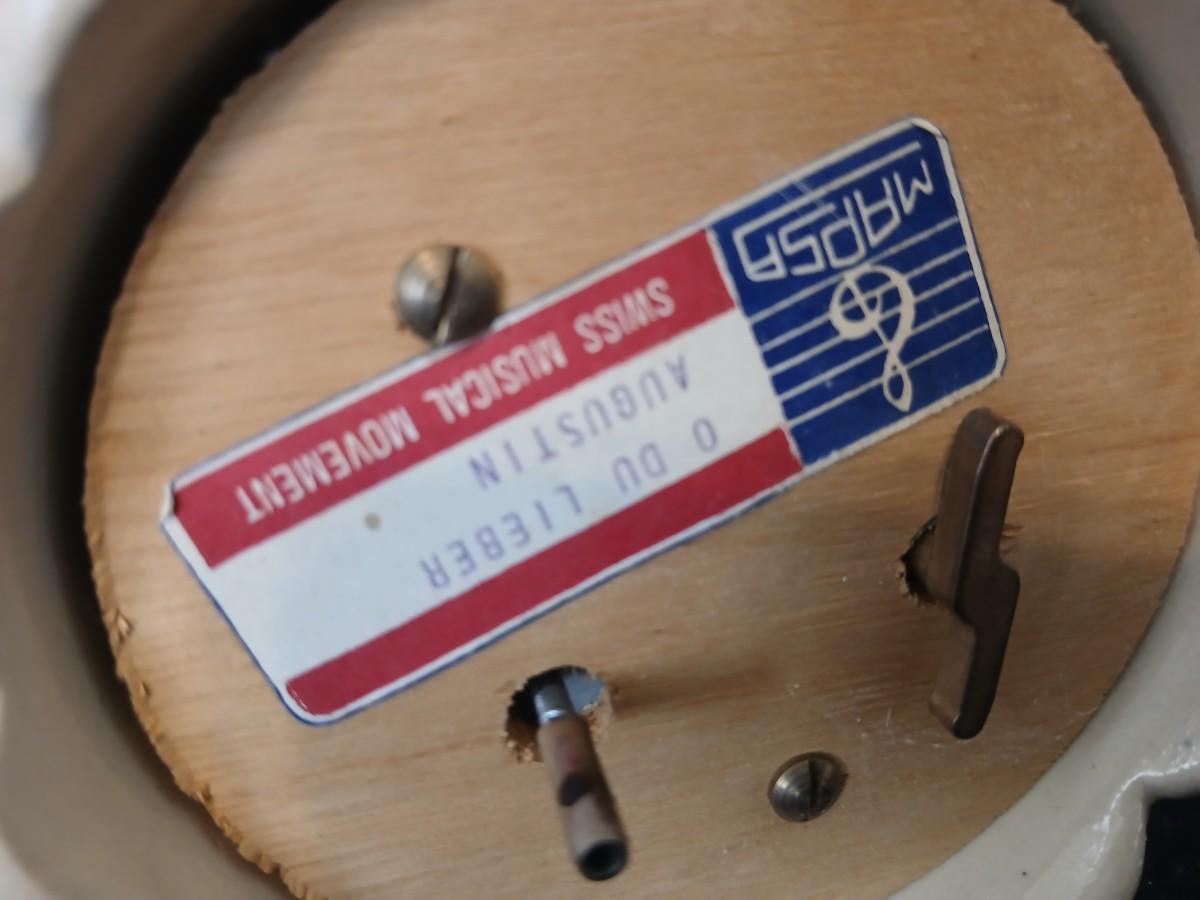 O DU LIEBER
AUGUSTIN
MAPSA
SWISS MUSICAL MOVEMENT